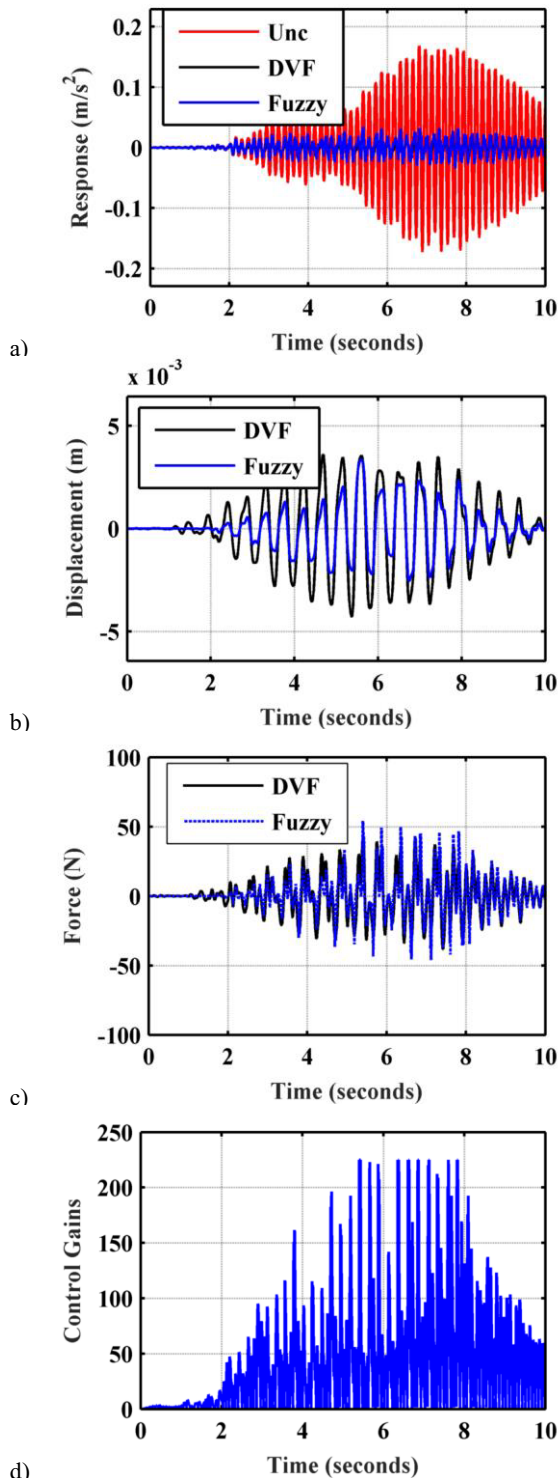 0.2
0.1
0
-0.1
-0.2
Response (m/s²)
Unc
DVF
Fuzzy
0 2 4 6 8 10
Time (seconds)
a)
x 10⁻³
5
0
-5
Displacement (m)
DVF
Fuzzy
0 2 4 6 8 10
Time (seconds)
b)
100
50
0
-50
-100
Force (N)
DVF
Fuzzy
0 2 4 6 8 10
Time (seconds)
c)
250
200
150
100
50
0
Control Gains
0 2 4 6 8 10
Time (seconds)
d)